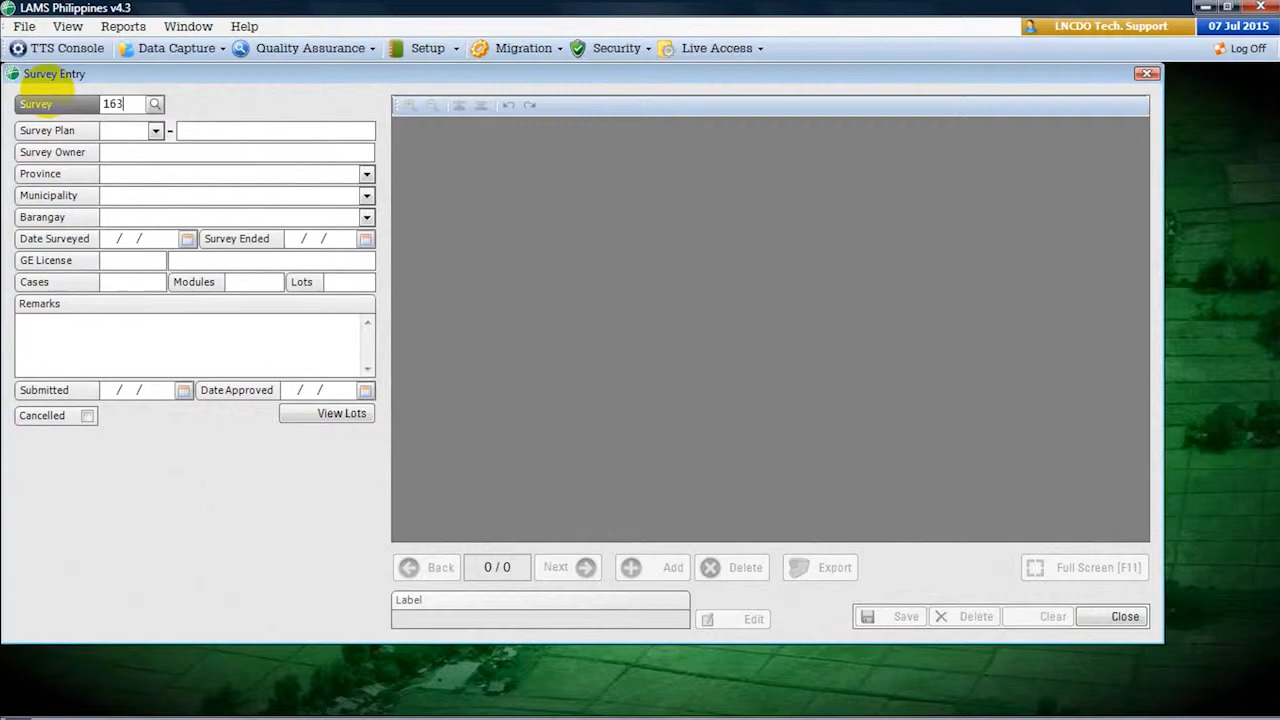 LAMS Philippines v4.3
File View Reports Window Help LNCDO Tech. Support 07 Jul 2015
TTS Console Data Capture Quality Assurance Setup Migration Security Live Access Log Off
Survey Entry
Survey 163
Survey Plan -
Survey Owner
Province
Municipality
Barangay
Date Surveyed / / Survey Ended / /
GE License
Cases Modules Lots
Remarks
Submitted / / Date Approved / /
Cancelled View Lots
Back 0 / 0 Next Add Delete Export Full Screen [F11]
Label
Edit
Save Delete Clear Close